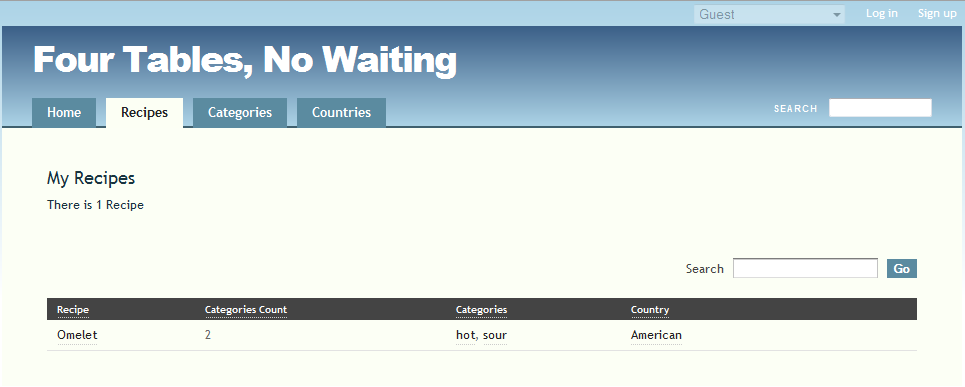 Guest Log in Sign up
Four Tables, No Waiting
Home Recipes Categories Countries SEARCH
My Recipes
There is 1 Recipe
Search Go
Recipe Categories Count Categories Country
Omelet 2 hot, sour American